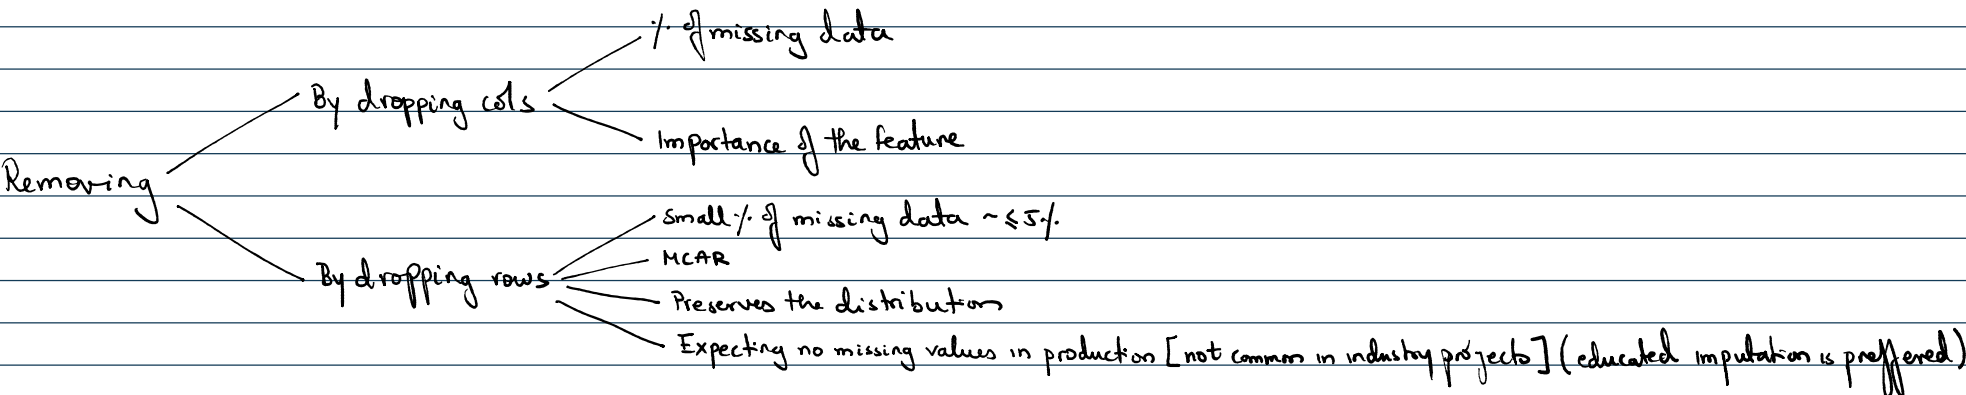 % of missing data
By dropping cols
Importance of the feature
Removing
Small % of missing data ~ ≤ 5%
MCAR
By dropping rows
Preserves the distribution
Expecting no missing values in production [not common in industry projects] (educated imputation is preffered)